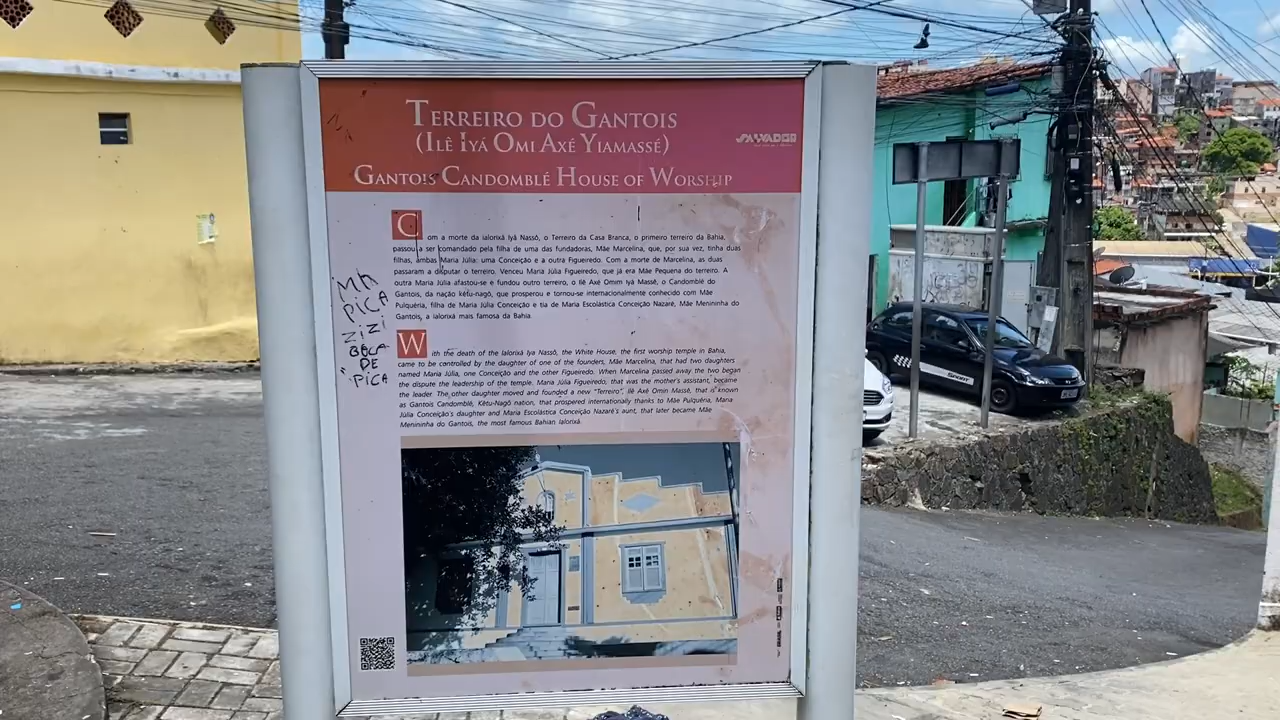 TERREIRO DO GANTOIS
(ILÊ IYÁ OMI AXÉ YIAMASSÉ)
GANTOIS CANDOMBLÉ HOUSE OF WORSHIP
SALVADOR
Com a morte da ialorixá Iyá Nassô, o Terreiro da Casa Branca, o primeiro terreiro da Bahia,
passou a ser comandado pela filha de uma das fundadoras, Mãe Marcelina, que, por sua vez, tinha duas
filhas, ambas Maria Júlia: uma Conceição e a outra Figueiredo. Com a morte de Marcelina, as duas
passaram a disputar o terreiro. Venceu Maria Júlia Figueiredo, que já era Mãe Pequena do terreiro. A
outra Maria Júlia afastou-se e fundou outro terreiro, o Ilê Axé Omim Iyá Massé, o Candomblé do
Gantois, da nação kêtu-nagô, que prosperou e tornou-se internacionalmente conhecido com Mãe
Pulquéria, filha de Maria Júlia Conceição e tia de Maria Escolástica Conceição Nazaré, Mãe Menininha do
Gantois, a ialorixá mais famosa da Bahia.
With the death of the Ialorixá Iyá Nassô, the White House, the first worship temple in Bahia,
came to be controlled by the daughter of one of the founders, Mãe Marcelina, that had two daughters
named Maria Júlia, one Conceição and the other Figueiredo. When Marcelina passed away the two began
the dispute the leadership of the temple. Maria Júlia Figueiredo, that was the mother's assistant, became
the leader. The other daughter moved and founded a new "Terreiro", Ilê Axé Omin Massê, that is known
as Gantois Candomblé, Kêtu-Nagô nation, that prospered internationally thanks to Mãe Pulquéria, Maria
Júlia Conceição's daughter and Maria Escolástica Conceição Nazaré's aunt, that later became Mãe
Menininha do Gantois, the most famous Bahian Ialorixá.
PICA
ZIZI
BOCA
DE
PICA
SPORT